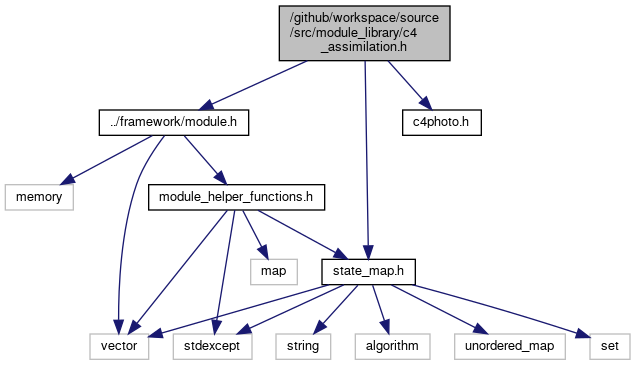 /github/workspace/source
/src/module_library/c4
_assimilation.h
../framework/module.h
c4photo.h
memory
module_helper_functions.h
map
state_map.h
vector
stdexcept
string
algorithm
unordered_map
set